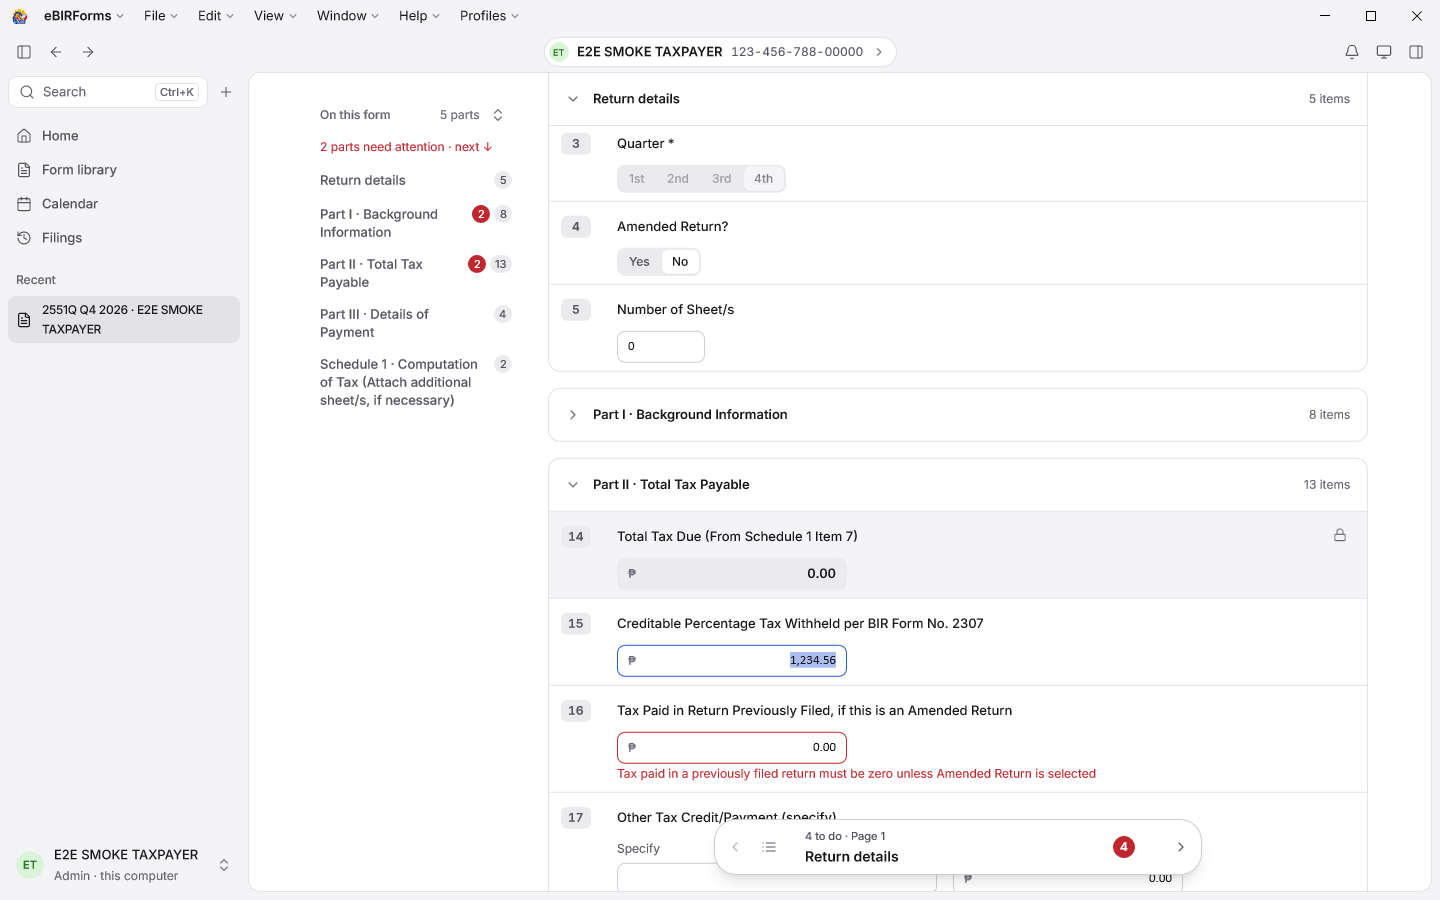 eBIRForms
File
Edit
View
Window
Help
Profiles
ET
E2E SMOKE TAXPAYER 123-456-788-00000
Search
Ctrl+K
Home
Form library
Calendar
Filings
Recent
2551Q Q4 2026 · E2E SMOKE
TAXPAYER
ET
E2E SMOKE TAXPAYER
Admin · this computer
On this form
5 parts
2 parts need attention · next ↓
Return details
5
Part I · Background
Information
2
8
Part II · Total Tax
Payable
2
13
Part III · Details of
Payment
4
Schedule 1 · Computation
of Tax (Attach additional
sheet/s, if necessary)
2
Return details
5 items
3
Quarter *
1st
2nd
3rd
4th
4
Amended Return?
Yes
No
5
Number of Sheet/s
0
Part I · Background Information
8 items
Part II · Total Tax Payable
13 items
14
Total Tax Due (From Schedule 1 Item 7)
₱
0.00
15
Creditable Percentage Tax Withheld per BIR Form No. 2307
₱
1,234.56
16
Tax Paid in Return Previously Filed, if this is an Amended Return
₱
0.00
Tax paid in a previously filed return must be zero unless Amended Return is selected
17
Other Tax Credit/Payment (specify)
Specify
₱
0.00
4 to do · Page 1
Return details
4